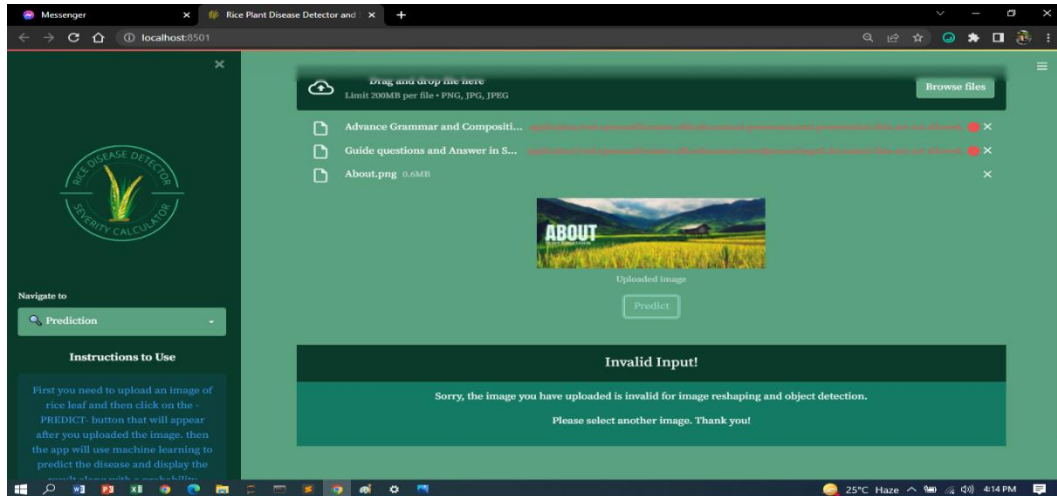 Messenger
Rice Plant Disease Detector and
localhost:8501
Drag and drop file here
Limit 200MB per file • PNG, JPG, JPEG
Browse files
Advance Grammar and Compositi...
Guide questions and Answer in S...
About.png 0.6MB
RICE DISEASE DETECTOR
SEVERITY CALCULATOR
ABOUT
Uploaded image
Predict
Navigate to
Prediction
Instructions to Use
First you need to upload an image of
rice leaf and then click on the -
PREDICT- button that will appear
after you uploaded the image. then
the app will use machine learning to
predict the disease and display the
result along with a probability
Invalid Input!
Sorry, the image you have uploaded is invalid for image reshaping and object detection.
Please select another image. Thank you!
25°C Haze
4:14 PM